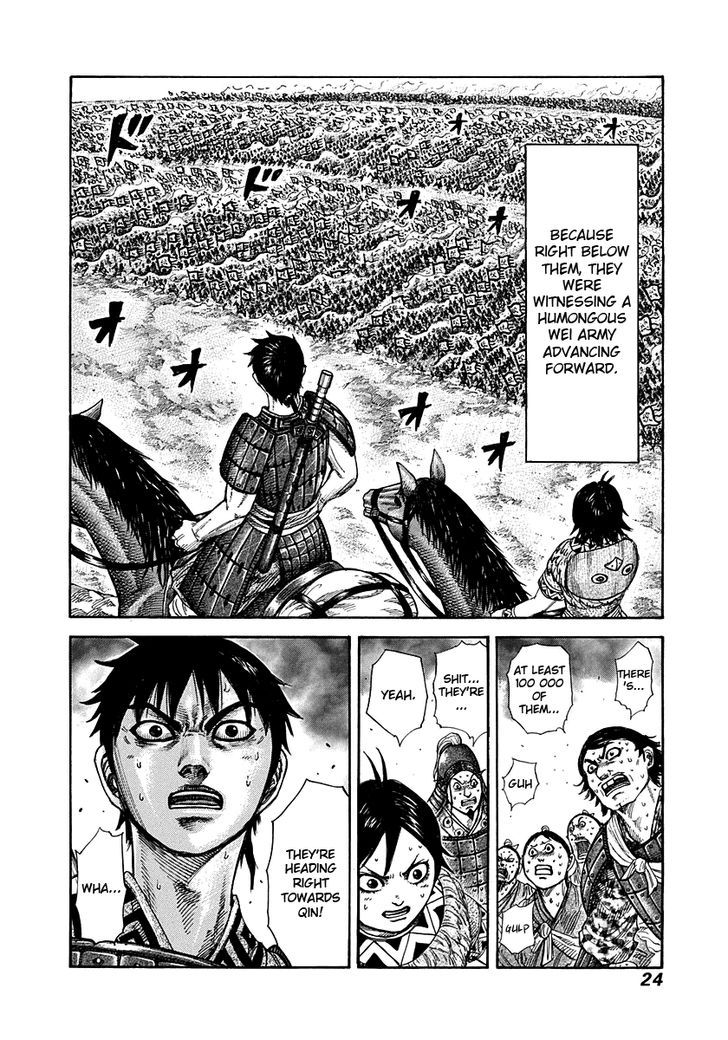 ドドオオオオオオオ
BECAUSE
RIGHT BELOW
THEM, THEY
WERE
WITNESSING A
HUMONGOUS
WEI ARMY
ADVANCING
FORWARD.
THERE
'S...
AT LEAST
100 000
OF
THEM...
GUH
GULP
SHIT...
THEY'RE
...
YEAH.
THEY'RE
HEADING
RIGHT
TOWARDS
QIN!
WHA...
24